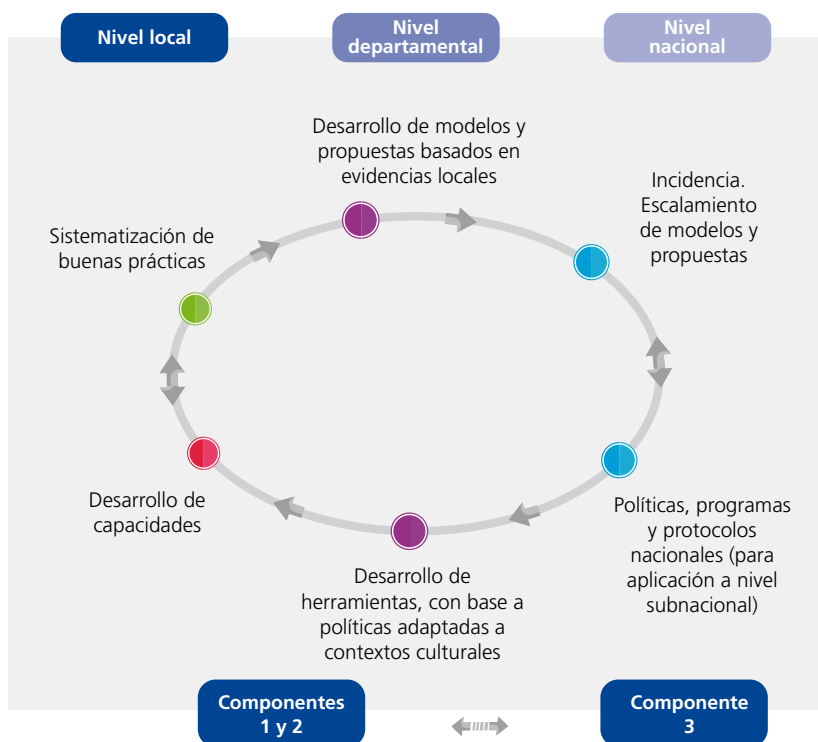 Nivel local
Nivel
departamental
Nivel
nacional
Desarrollo de modelos y
propuestas basados en
evidencias locales
Incidencia.
Escalamiento
de modelos y
propuestas
Sistematización de
buenas prácticas
Desarrollo de
capacidades
Desarrollo de
herramientas, con base a
políticas adaptadas a
contextos culturales
Políticas, programas
y protocolos
nacionales (para
aplicación a nivel
subnacional)
Componentes
1 y 2
Componente
3